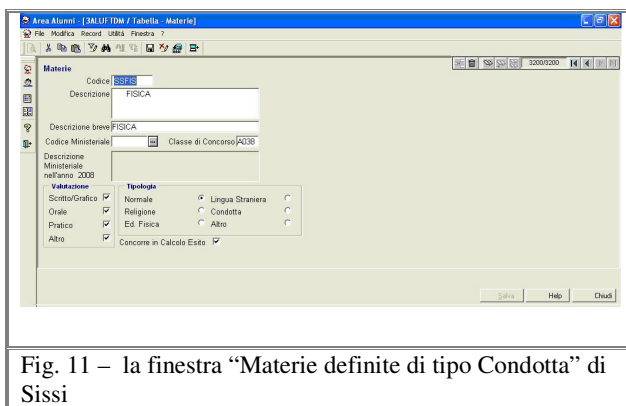 Area Alunni - [3ALUFTDM / Tabella - Materie]
File Modifica Record Utilità Finestra ?
3200/3200
Materie
Codice SSFIS
Descrizione FISICA
Descrizione breve FISICA
Codice Ministeriale ... Classe di Concorso A038
Descrizione
Ministeriale
nell'anno 2008
Valutazione Tipologia
Scritto/Grafico Normale Lingua Straniera
Orale Religione Condotta
Pratico Ed. Fisica Altro
Altro Concorre in Calcolo Esito
Salva Help Chiudi
Fig. 11 – la finestra “Materie definite di tipo Condotta” di
Sissi